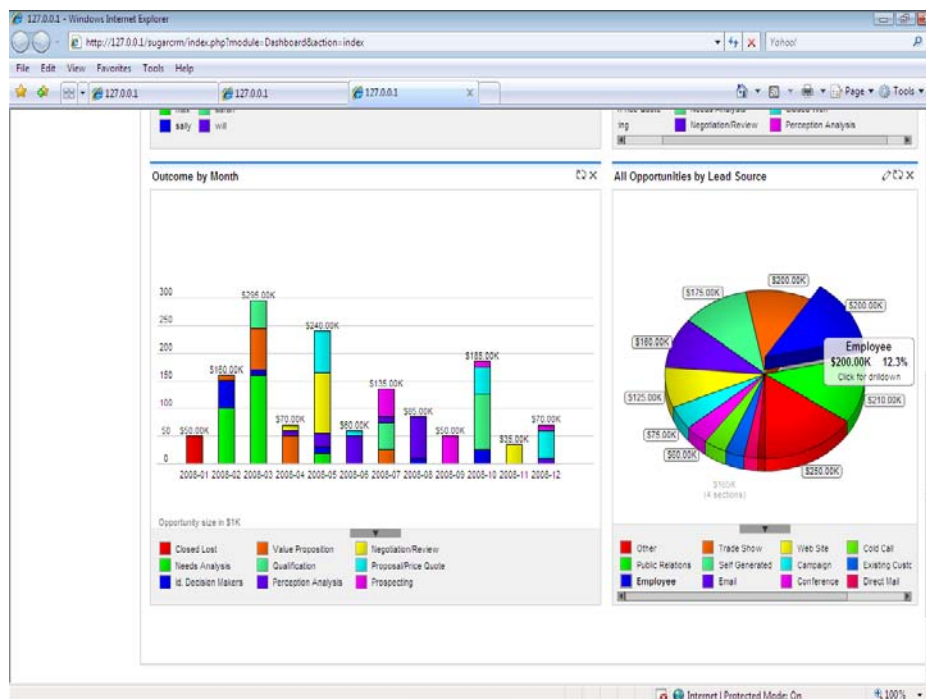 127.0.0.1 - Windows Internet Explorer
http://127.0.0.1/sugarcrm/index.php?module=Dashboard&action=index
Yahoo!
File Edit View Favorites Tools Help
127.0.0.1 127.0.0.1 127.0.0.1 x Page Tools
sally will
ing Negotiation/Review Perception Analysis
Outcome by Month
All Opportunities by Lead Source
300
250
200
150
100
50
0
$50.00K $160.00K $295.00K $70.00K $240.00K $60.00K $135.00K $85.00K $50.00K $185.00K $35.00K $70.00K
2008-01 2008-02 2008-03 2008-04 2008-05 2008-06 2008-07 2008-08 2008-09 2008-10 2008-11 2008-12
Opportunity size in $1K
Closed Lost Value Proposition Negotiation/Review
Needs Analysis Qualification Proposal/Price Quote
Id. Decision Makers Perception Analysis Prospecting
$200.00K
$175.00K
$200.00K
$160.00K
Employee
$200.00K 12.3%
Click for drilldown
$125.00K
$210.00K
$75.00K
$60.00K
$250.00K
$165K
(4 sections)
Other Trade Show Web Site Cold Call
Public Relations Self Generated Campaign Existing Custc
Employee Email Conference Direct Mail
Internet | Protected Mode: On 100%